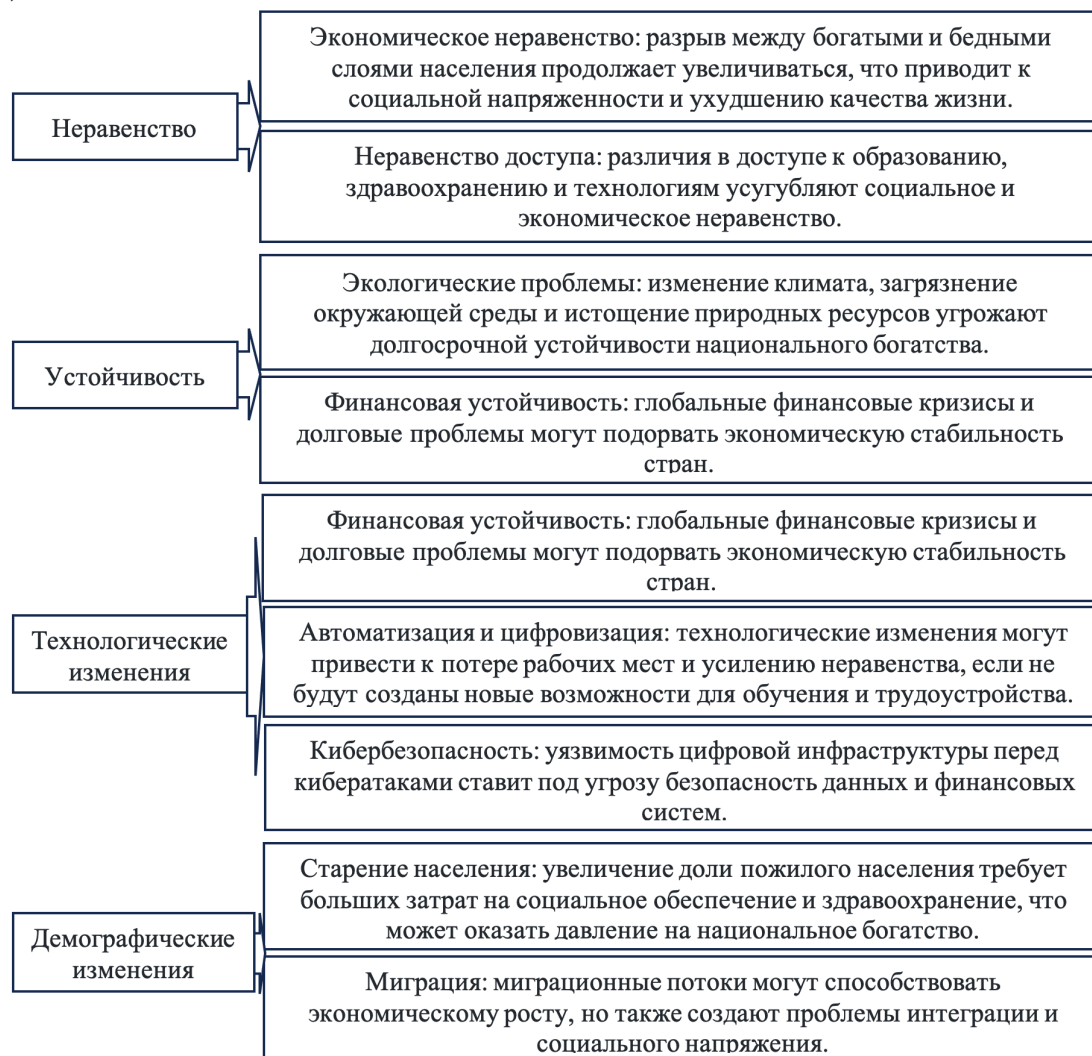 Неравенство
Экономическое неравенство: разрыв между богатыми и бедными
слоями населения продолжает увеличиваться, что приводит к
социальной напряженности и ухудшению качества жизни.
Неравенство доступа: различия в доступе к образованию,
здравоохранению и технологиям усугубляют социальное и
экономическое неравенство.
Устойчивость
Экологические проблемы: изменение климата, загрязнение
окружающей среды и истощение природных ресурсов угрожают
долгосрочной устойчивости национального богатства.
Финансовая устойчивость: глобальные финансовые кризисы и
долговые проблемы могут подорвать экономическую стабильность
стран.
Технологические
изменения
Финансовая устойчивость: глобальные финансовые кризисы и
долговые проблемы могут подорвать экономическую стабильность
стран.
Автоматизация и цифровизация: технологические изменения могут
привести к потере рабочих мест и усилению неравенства, если не
будут созданы новые возможности для обучения и трудоустройства.
Кибербезопасность: уязвимость цифровой инфраструктуры перед
кибератаками ставит под угрозу безопасность данных и финансовых
систем.
Демографические
изменения
Старение населения: увеличение доли пожилого населения требует
больших затрат на социальное обеспечение и здравоохранение, что
может оказать давление на национальное богатство.
Миграция: миграционные потоки могут способствовать
экономическому росту, но также создают проблемы интеграции и
социального напряжения.